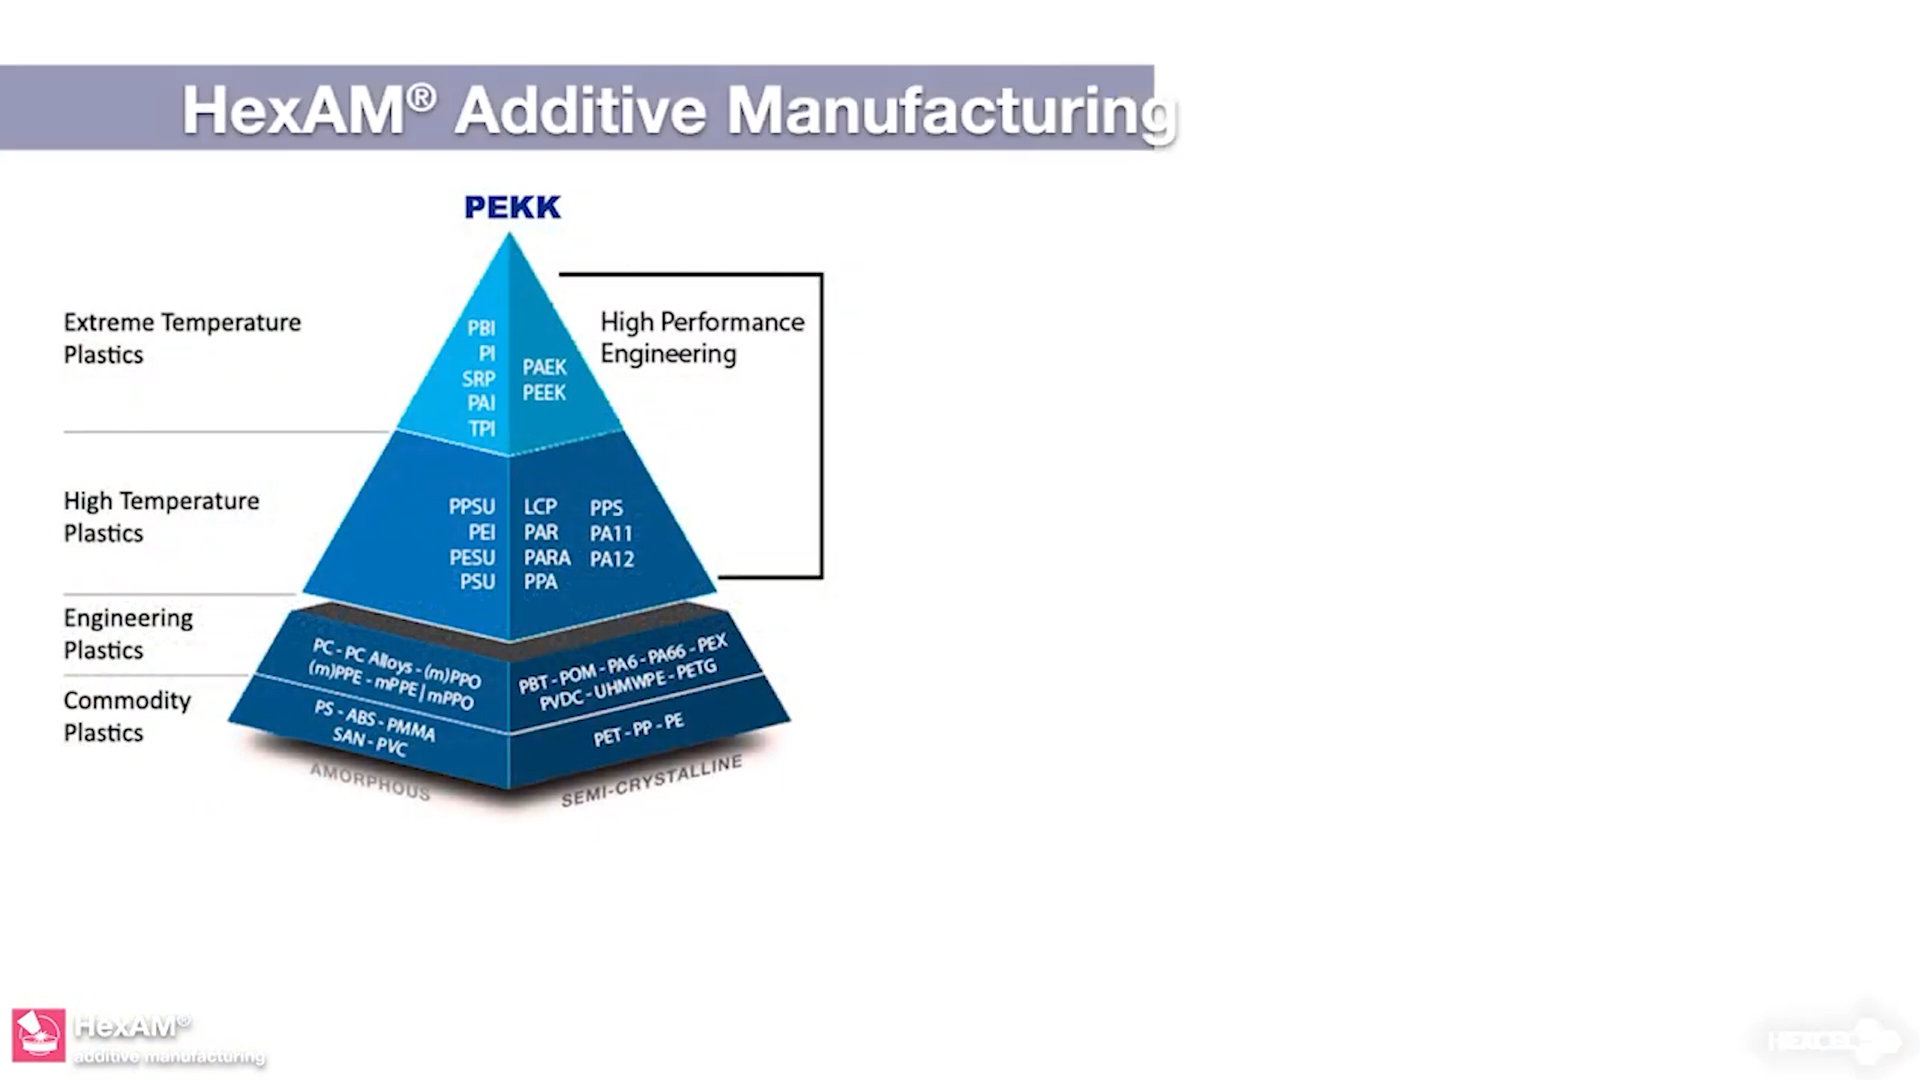 HexAM® Additive Manufacturing
PEKK
Extreme Temperature
Plastics
PBI
PI
SRP
PAI
TPI
PAEK
PEEK
High Performance
Engineering
High Temperature
Plastics
PPSU
PEI
PESU
PSU
LCP
PAR
PARA
PPA
PPS
PA11
PA12
Engineering
Plastics
PC - PC Alloys - (m)PPO
(m)PPE - mPPE | mPPO
PBT - POM - PA6 - PA66 - PEX
PVDC - UHMWPE - PETG
Commodity
Plastics
PS - ABS - PMMA
SAN - PVC
PET - PP - PE
AMORPHOUS
SEMI-CRYSTALLINE
HexAM®
additive manufacturing
HEXCEL